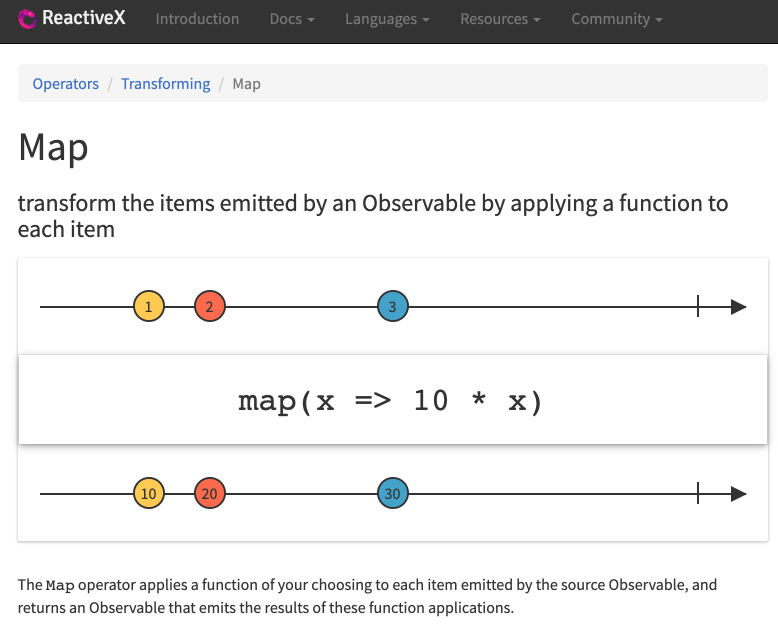 ReactiveX Introduction Docs Languages Resources Community
Operators / Transforming / Map
Map
transform the items emitted by an Observable by applying a function to
each item
1 2 3
map(x => 10 * x)
10 20 30
The Map operator applies a function of your choosing to each item emitted by the source Observable, and
returns an Observable that emits the results of these function applications.